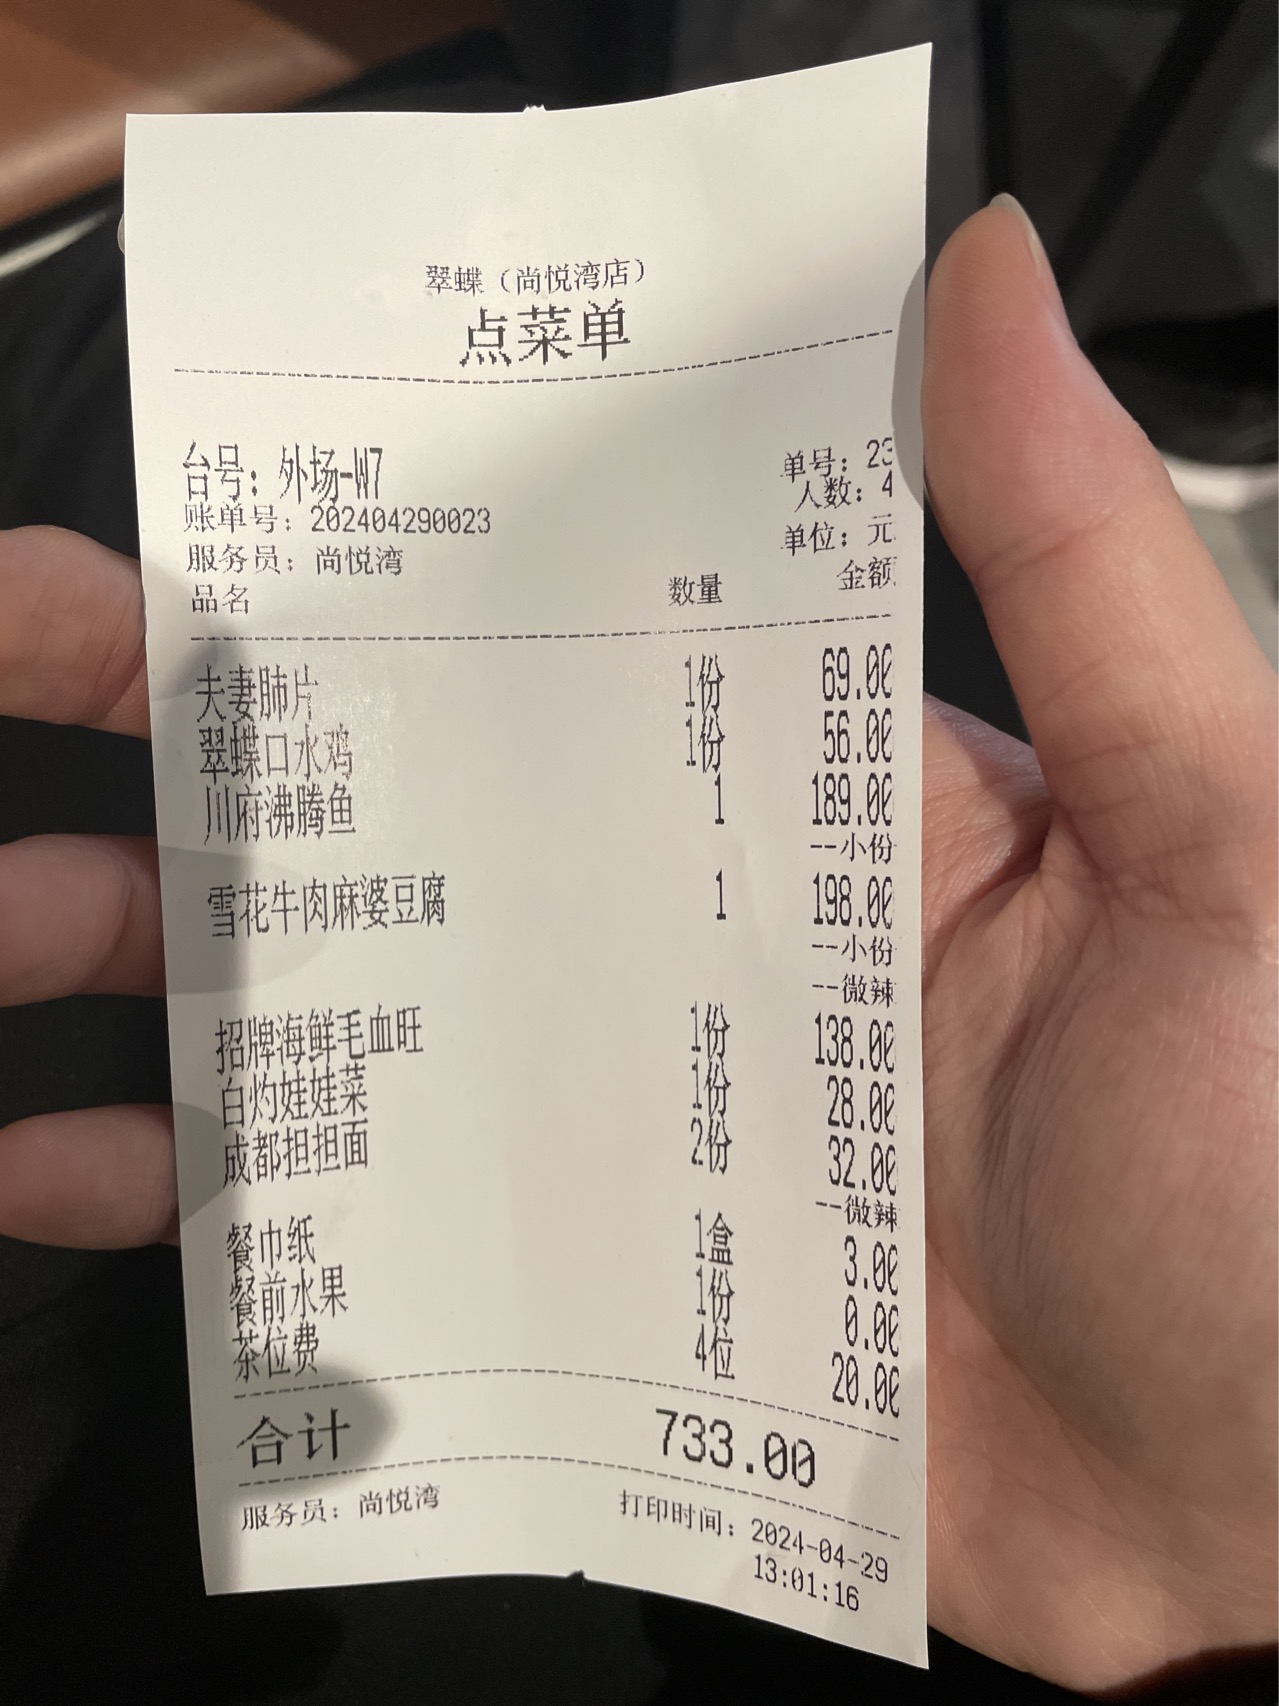 翠蝶（尚悦湾店）
点菜单
台号：外场-W7 单号：23
人数：4
账单号：202404290023
单位：元
服务员：尚悦湾
品名 数量 金额
夫妻肺片 1份 69.00
翠蝶口水鸡 1份 56.00
川府沸腾鱼 1 189.00
--小份
雪花牛肉麻婆豆腐 1 198.00
--小份
--微辣
招牌海鲜毛血旺 1份 138.00
白灼娃娃菜 1份 28.00
成都担担面 2份 32.00
--微辣
餐巾纸 1盒 3.00
餐前水果 1份 0.00
茶位费 4位 20.00
合计 733.00
服务员：尚悦湾 打印时间：2024-04-29
13:01:16